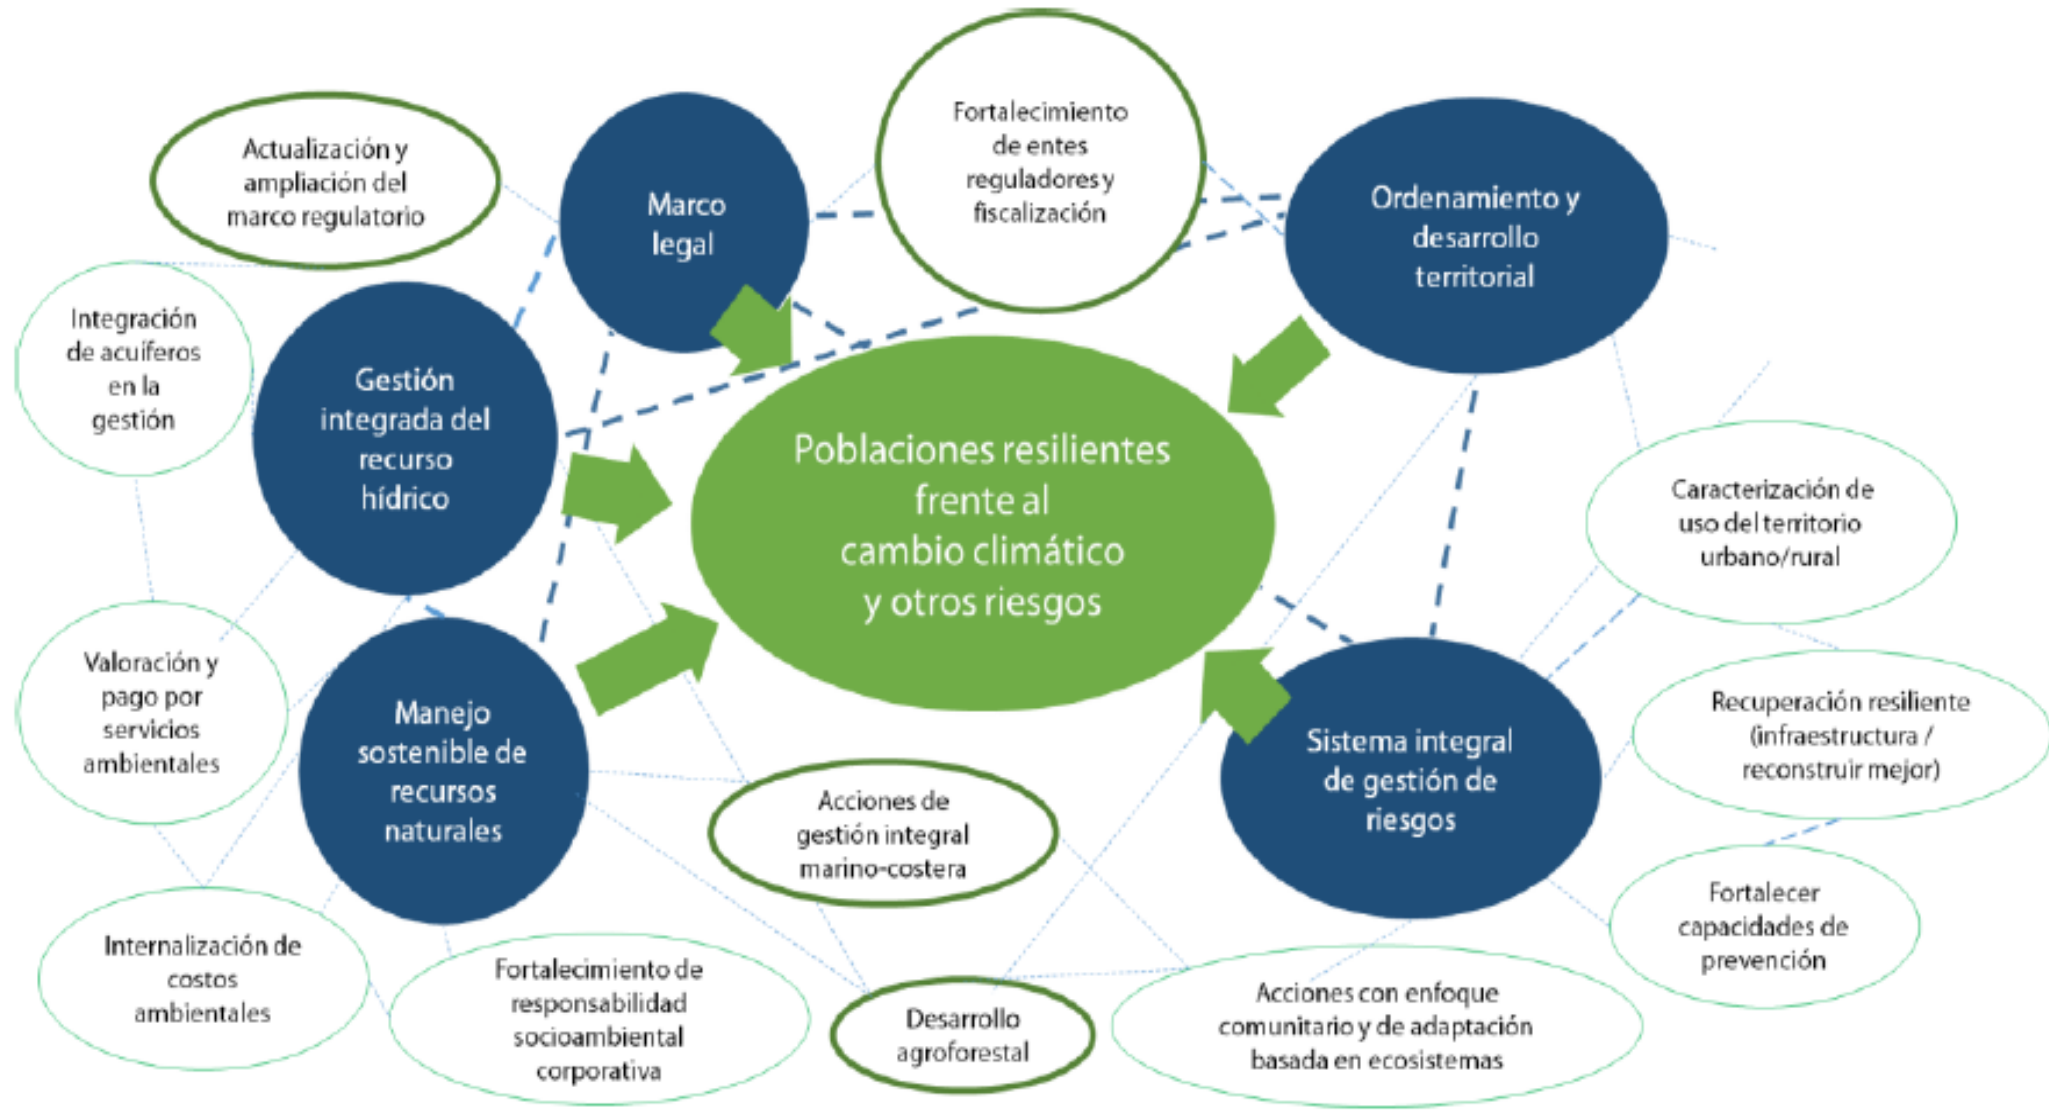 Actualización y
ampliación del
marco regulatorio
Marco
legal
Fortalecimiento
de entes
reguladores y
fiscalización
Ordenamiento y
desarrollo
territorial
Integración
de acuíferos
en la
gestión
Gestión
integrada del
recurso
hídrico
Poblaciones resilientes
frente al
cambio climático
y otros riesgos
Caracterización de
uso del territorio
urbano/rural
Valoración y
pago por
servicios
ambientales
Manejo
sostenible de
recursos
naturales
Acciones de
gestión integral
marino-costera
Sistema integral
de gestión de
riesgos
Recuperación resiliente
(infraestructura /
reconstruir mejor)
Fortalecer
capacidades de
prevención
Internalización de
costos
ambientales
Fortalecimiento de
responsabilidad
socioambiental
corporativa
Desarrollo
agroforestal
Acciones con enfoque
comunitario y de adaptación
basada en ecosistemas